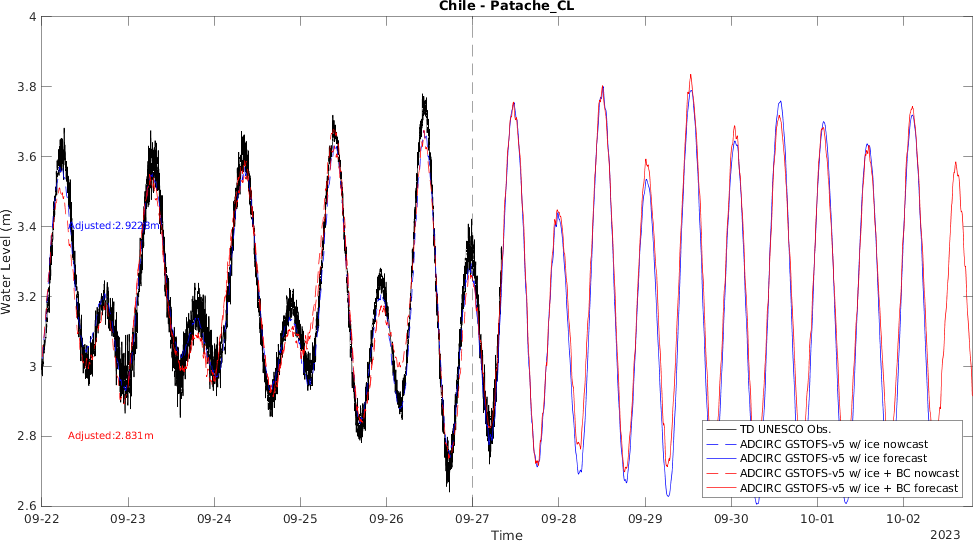 Chile - Patache_CL
Water Level (m)
4
3.8
3.6
3.4
3.2
3
2.8
2.6
Adjusted:2.9228m
Adjusted:2.831m
TD UNESCO Obs.
ADCIRC GSTOFS-v5 w/ ice nowcast
ADCIRC GSTOFS-v5 w/ ice forecast
ADCIRC GSTOFS-v5 w/ ice + BC nowcast
ADCIRC GSTOFS-v5 w/ ice + BC forecast
09-22 09-23 09-24 09-25 09-26 09-27 09-28 09-29 09-30 10-01 10-02
Time
2023